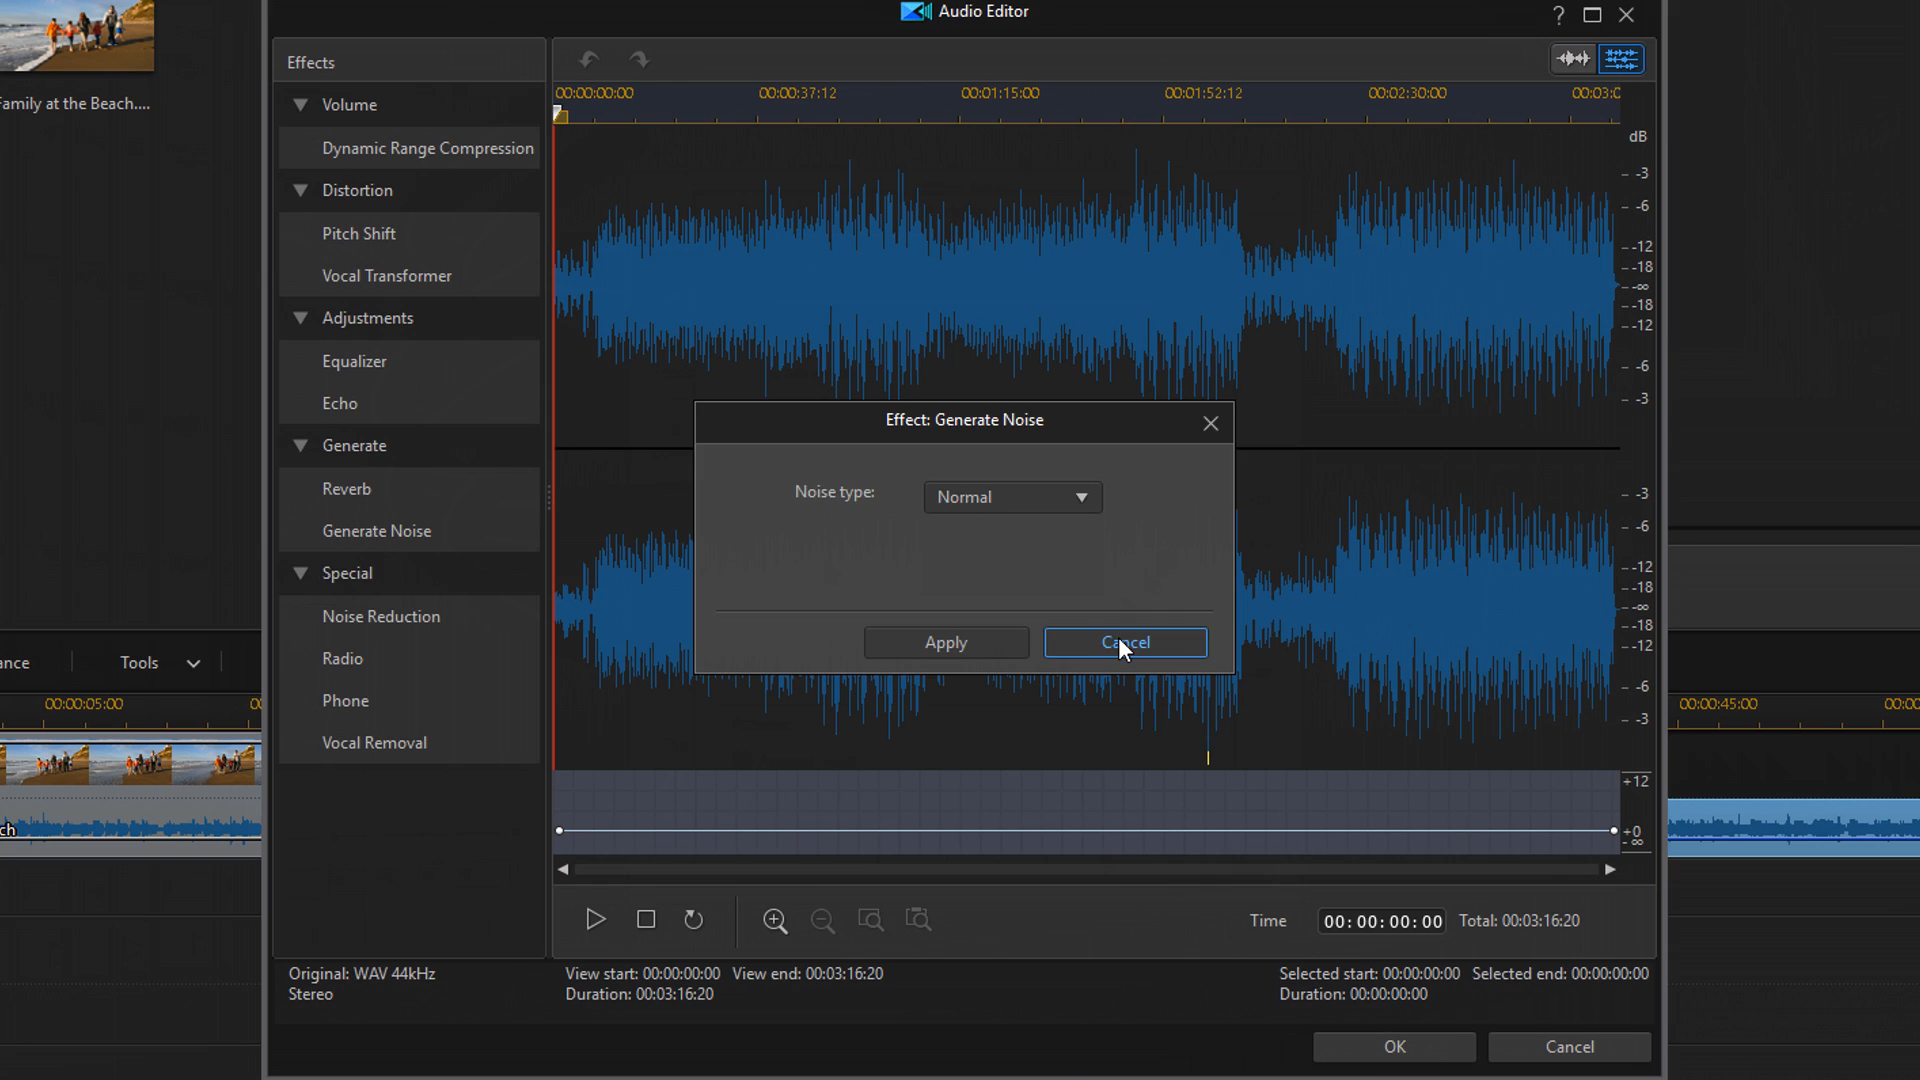 Audio Editor
?
Family at the Beach....
Effects
Volume
Dynamic Range Compression
Distortion
Pitch Shift
Vocal Transformer
Adjustments
Equalizer
Echo
Generate
Reverb
Generate Noise
Special
Noise Reduction
Radio
Phone
Vocal Removal
00:00:00:00 00:00:37:12 00:01:15:00 00:01:52:12 00:02:30:00 00:03:0
dB
-3
-6
-12
-18
-∞
-18
-12
-6
-3
-3
-6
-12
-18
-∞
-18
-12
-6
-3
Effect: Generate Noise
Noise type: Normal
Apply Cancel
+12
+0
-∞
Tools
00:00:05:00
00:00:45:00
Time 00:00:00:00 Total: 00:03:16:20
Original: WAV 44kHz
Stereo
View start: 00:00:00:00 View end: 00:03:16:20
Duration: 00:03:16:20
Selected start: 00:00:00:00 Selected end: 00:00:00:00
Duration: 00:00:00:00
OK Cancel